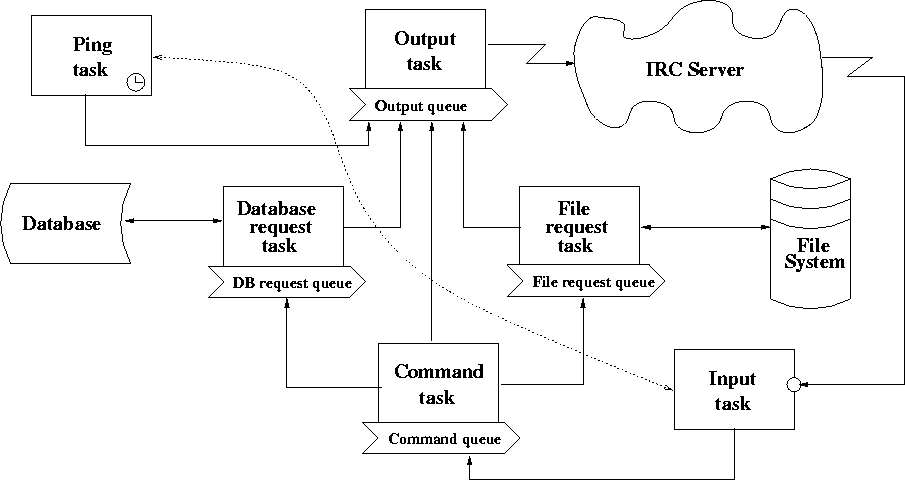 Ping
task
Output
task
Output queue
IRC Server
Database
Database
request
task
DB request queue
File
request
task
File request queue
File
System
Command
task
Command queue
Input
task